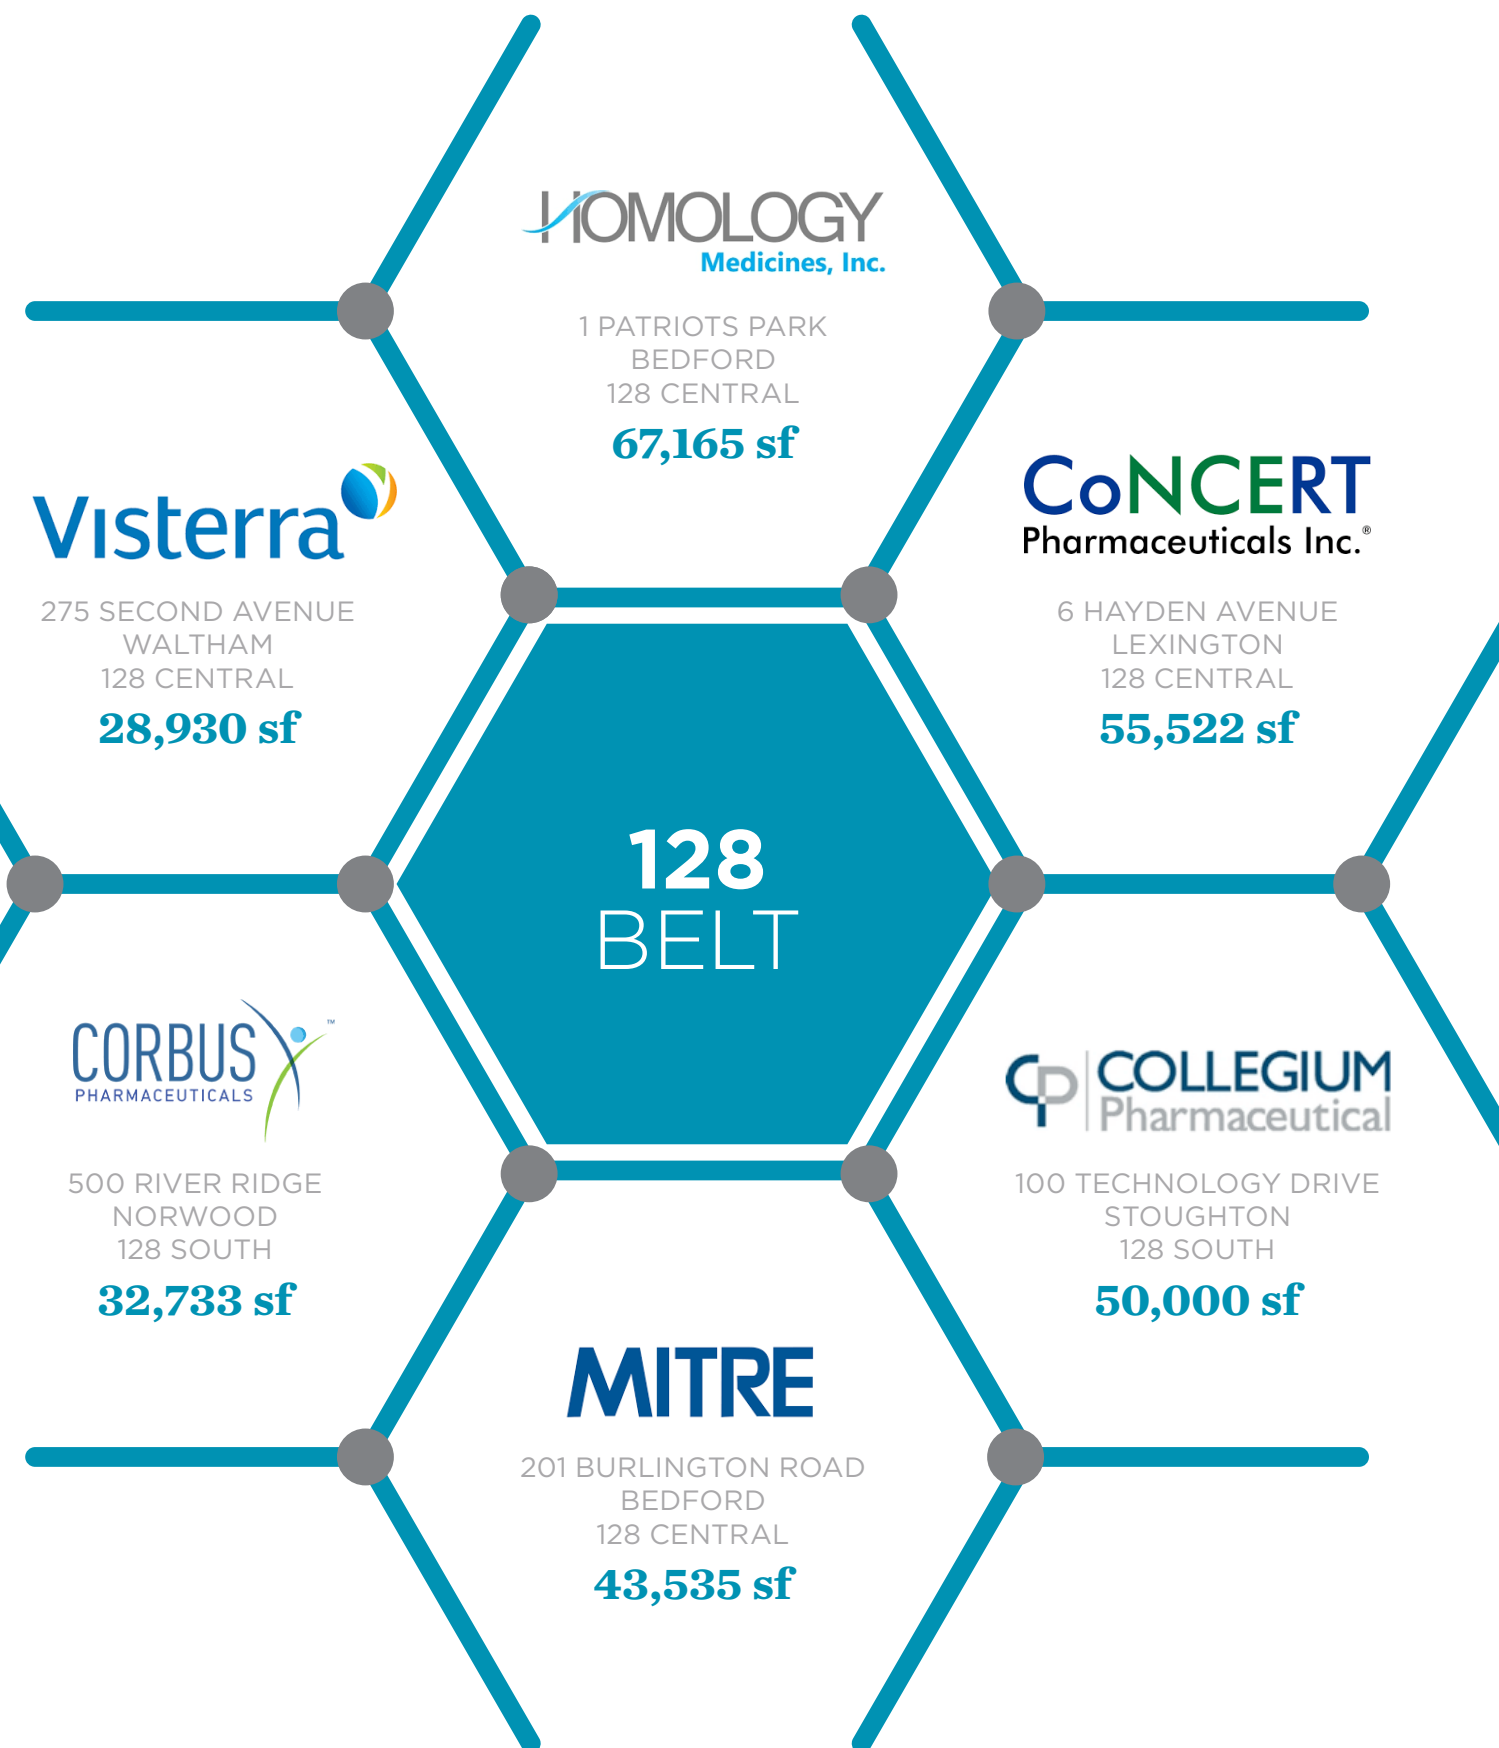 HOMOLOGY
Medicines, Inc.
1 PATRIOTS PARK
BEDFORD
128 CENTRAL
67,165 sf
Visterra
275 SECOND AVENUE
WALTHAM
128 CENTRAL
28,930 sf
CoNCERT
Pharmaceuticals Inc.®
6 HAYDEN AVENUE
LEXINGTON
128 CENTRAL
55,522 sf
128
BELT
CORBUS ™
PHARMACEUTICALS
500 RIVER RIDGE
NORWOOD
128 SOUTH
32,733 sf
CP COLLEGIUM
Pharmaceutical
100 TECHNOLOGY DRIVE
STOUGHTON
128 SOUTH
50,000 sf
MITRE
201 BURLINGTON ROAD
BEDFORD
128 CENTRAL
43,535 sf